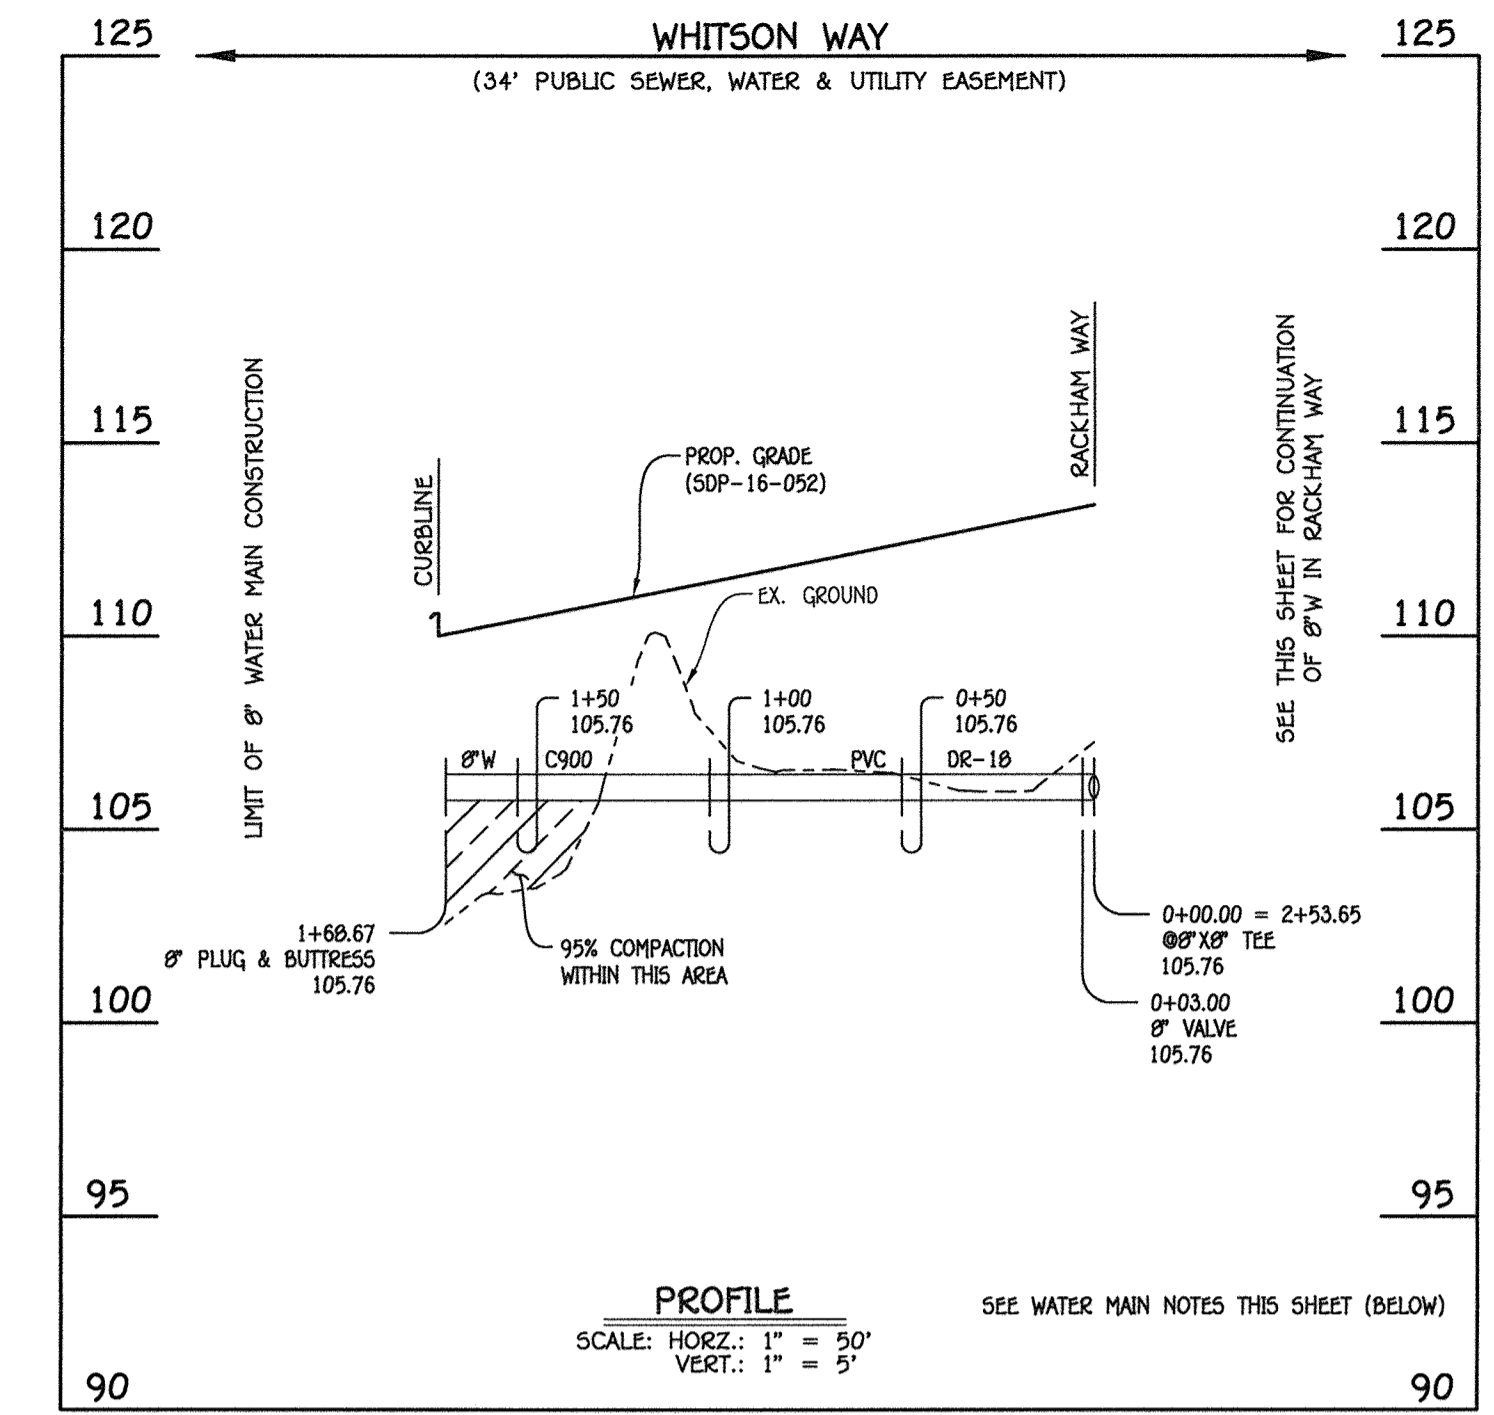 WHITSON WAY
(34' PUBLIC SEWER, WATER & UTILITY EASEMENT)
125
125
120
120
115
115
110
110
105
105
100
100
95
95
90
90
LIMIT OF 8" WATER MAIN CONSTRUCTION
CURBLINE
PROP. GRADE
(SDP-16-052)
RACKHAM WAY
SEE THIS SHEET FOR CONTINUATION
OF 8"W IN RACKHAM WAY
EX. GROUND
1+50
105.76
1+00
105.76
0+50
105.76
8"W
C900
PVC
DR-18
1+68.67
8" PLUG & BUTTRESS
105.76
95% COMPACTION
WITHIN THIS AREA
0+00.00 = 2+53.65
@8"X8" TEE
105.76
0+03.00
8" VALVE
105.76
PROFILE
SCALE: HORZ.: 1" = 50'
VERT.: 1" = 5'
SEE WATER MAIN NOTES THIS SHEET (BELOW)